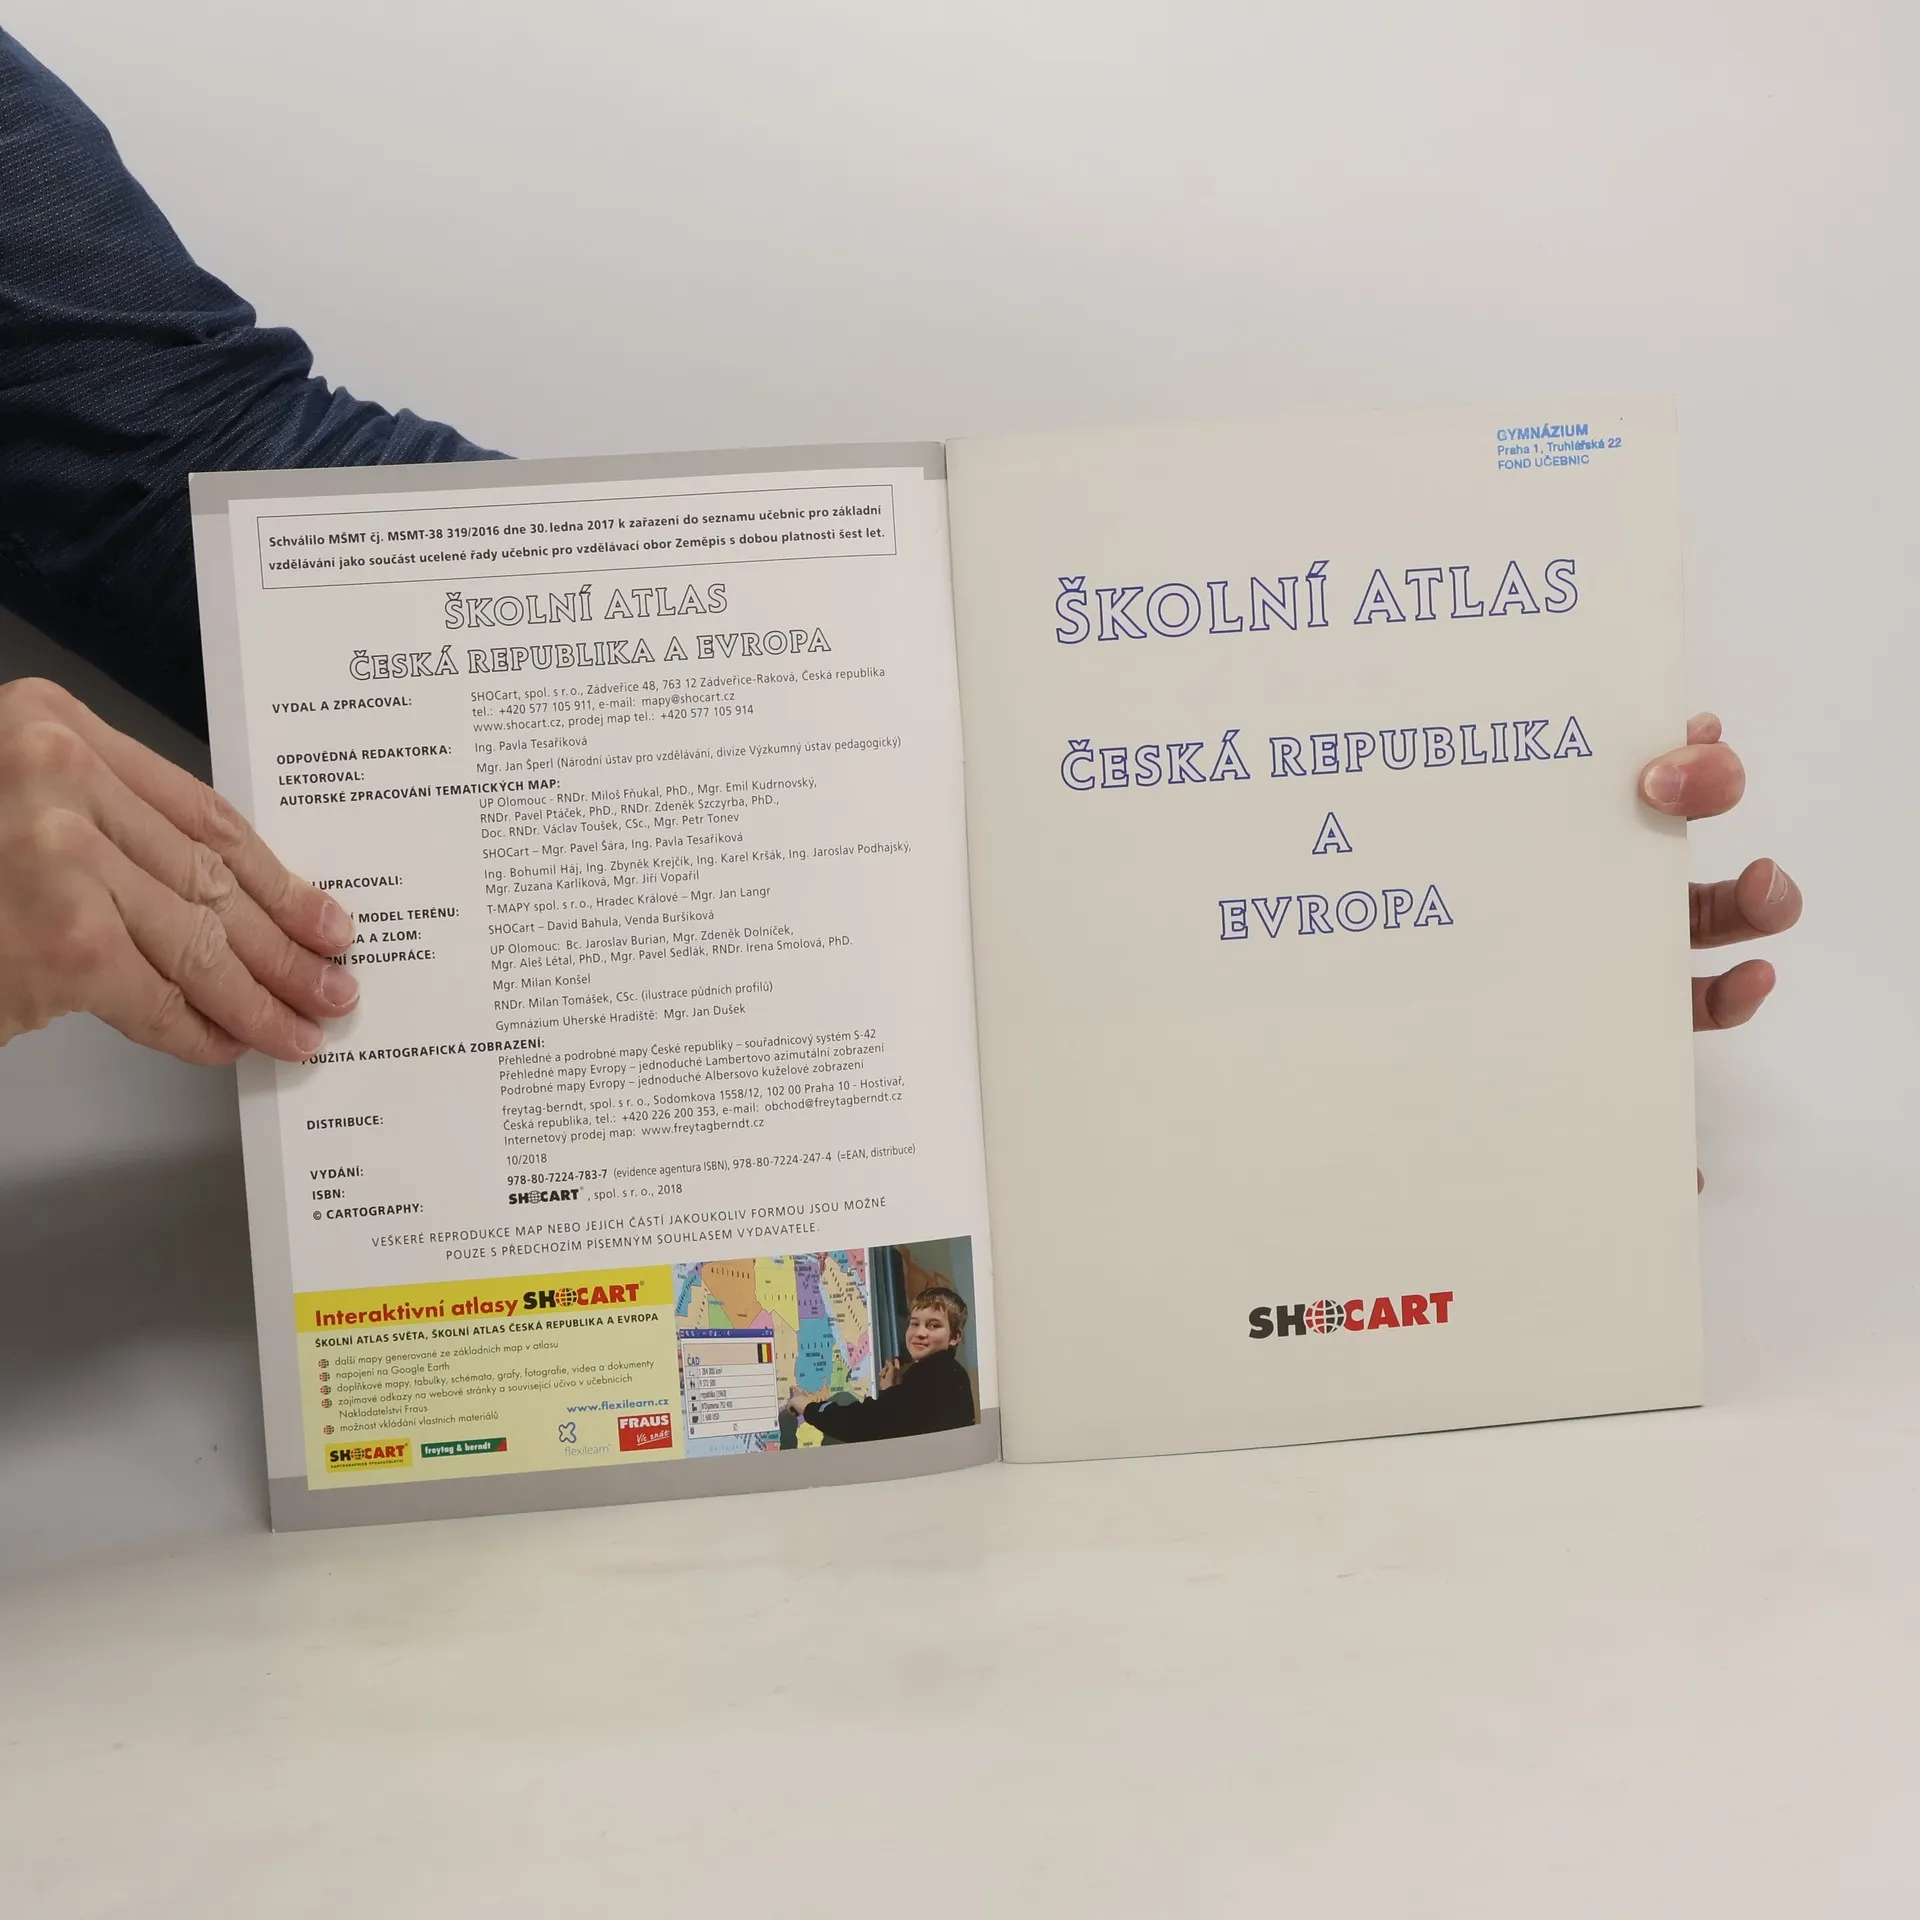 Schválilo MŠMT čj. MSMT-38 319/2016 dne 30. ledna 2017 k zařazení do seznamu učebnic pro základní
vzdělávání jako součást ucelené řady učebnic pro vzdělávací obor Zeměpis s dobou platnosti šest let.
ŠKOLNÍ ATLAS
ČESKÁ REPUBLIKA A EVROPA
VYDAL A ZPRACOVAL: SHOCart, spol. s r. o., Zádveřice 48, 763 12 Zádveřice-Raková, Česká republika
tel.: +420 577 105 911, e-mail: mapy@shocart.cz
www.shocart.cz, prodej map tel.: +420 577 105 914
ODPOVĚDNÁ REDAKTORKA: Ing. Pavla Tesaříková
LEKTOROVAL: Mgr. Jan Šperl (Národní ústav pro vzdělávání, divize Výzkumný ústav pedagogický)
AUTORSKÉ ZPRACOVÁNÍ TEMATICKÝCH MAP:
UP Olomouc - RNDr. Miloš Fňukal, PhD., Mgr. Emil Kudrnovský,
RNDr. Pavel Ptáček, PhD., RNDr. Zdeněk Szczyrba, PhD.,
Doc. RNDr. Václav Toušek, CSc., Mgr. Petr Tonev
SHOCart – Mgr. Pavel Šára, Ing. Pavla Tesaříková
UPRACOVALI: Ing. Bohumil Háj, Ing. Zbyněk Krejčík, Ing. Karel Kršák, Ing. Jaroslav Podhajský,
Mgr. Zuzana Karlíková, Mgr. Jiří Vopařil
Í MODEL TERÉNU: T-MAPY spol. s r. o., Hradec Králové – Mgr. Jan Langr
A A ZLOM: SHOCart – David Bahula, Venda Buršíková
RNÍ SPOLUPRÁCE: UP Olomouc: Bc. Jaroslav Burian, Mgr. Zdeněk Dolníček,
Mgr. Aleš Létal, PhD., Mgr. Pavel Sedlák, RNDr. Irena Smolová, PhD.
Mgr. Milan Konšel
RNDr. Milan Tomášek, CSc. (ilustrace půdních profilů)
Gymnázium Uherské Hradiště: Mgr. Jan Dušek
POUŽITÁ KARTOGRAFICKÁ ZOBRAZENÍ:
Přehledné a podrobné mapy České republiky – souřadnicový systém S-42
Přehledné mapy Evropy – jednoduché Lambertovo azimutální zobrazení
Podrobné mapy Evropy – jednoduché Albersovo kuželové zobrazení
DISTRIBUCE: freytag-berndt, spol. s r. o., Sodomkova 1558/12, 102 00 Praha 10 - Hostivař,
Česká republika, tel.: +420 226 200 353, e-mail: obchod@freytagberndt.cz
Internetový prodej map: www.freytagberndt.cz
VYDÁNÍ: 10/2018
ISBN: 978-80-7224-783-7 (evidence agentura ISBN), 978-80-7224-247-4 (=EAN, distribuce)
© CARTOGRAPHY: SHOCART®, spol. s r. o., 2018
VEŠKERÉ REPRODUKCE MAP NEBO JEJICH ČÁSTÍ JAKOUKOLIV FORMOU JSOU MOŽNÉ
POUZE S PŘEDCHOZÍM PÍSEMNÝM SOUHLASEM VYDAVATELE.
Interaktivní atlasy SHOCART®
ŠKOLNÍ ATLAS SVĚTA, ŠKOLNÍ ATLAS ČESKÁ REPUBLIKA A EVROPA
další mapy generované ze základních map v atlasu
napojení na Google Earth
doplňkové mapy, tabulky, schémata, grafy, fotografie, videa a dokumenty
zajímavé odkazy na webové stránky a související učivo v učebnicích
Nakladatelství Fraus
možnost vkládání vlastních materiálů
www.flexilearn.cz
SHOCART®
freytag & berndt
flexilearn
FRAUS
Víc znát
ČAD
GYMNÁZIUM
Praha 1, Truhlářská 22
FOND UČEBNIC
ŠKOLNÍ ATLAS
ČESKÁ REPUBLIKA
A
EVROPA
SHOCART